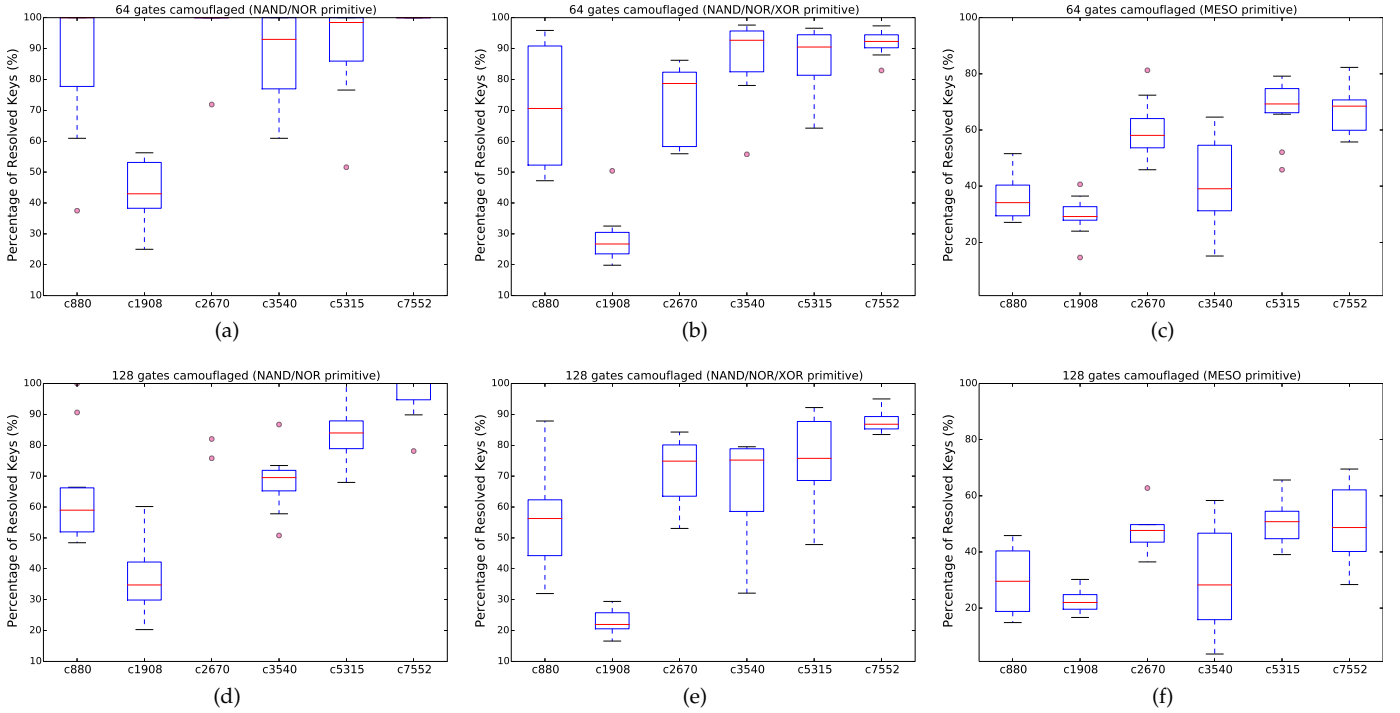 64 gates camouflaged (NAND/NOR primitive)
Percentage of Resolved Keys (%)
100
90
80
70
60
50
40
30
20
10
c880 c1908 c2670 c3540 c5315 c7552
(a)
64 gates camouflaged (NAND/NOR/XOR primitive)
Percentage of Resolved Keys (%)
100
90
80
70
60
50
40
30
20
10
c880 c1908 c2670 c3540 c5315 c7552
(b)
64 gates camouflaged (MESO primitive)
Percentage of Resolved Keys (%)
100
80
60
40
20
c880 c1908 c2670 c3540 c5315 c7552
(c)
128 gates camouflaged (NAND/NOR primitive)
Percentage of Resolved Keys (%)
100
90
80
70
60
50
40
30
20
10
c880 c1908 c2670 c3540 c5315 c7552
(d)
128 gates camouflaged (NAND/NOR/XOR primitive)
Percentage of Resolved Keys (%)
100
90
80
70
60
50
40
30
20
10
c880 c1908 c2670 c3540 c5315 c7552
(e)
128 gates camouflaged (MESO primitive)
Percentage of Resolved Keys (%)
100
80
60
40
20
c880 c1908 c2670 c3540 c5315 c7552
(f)